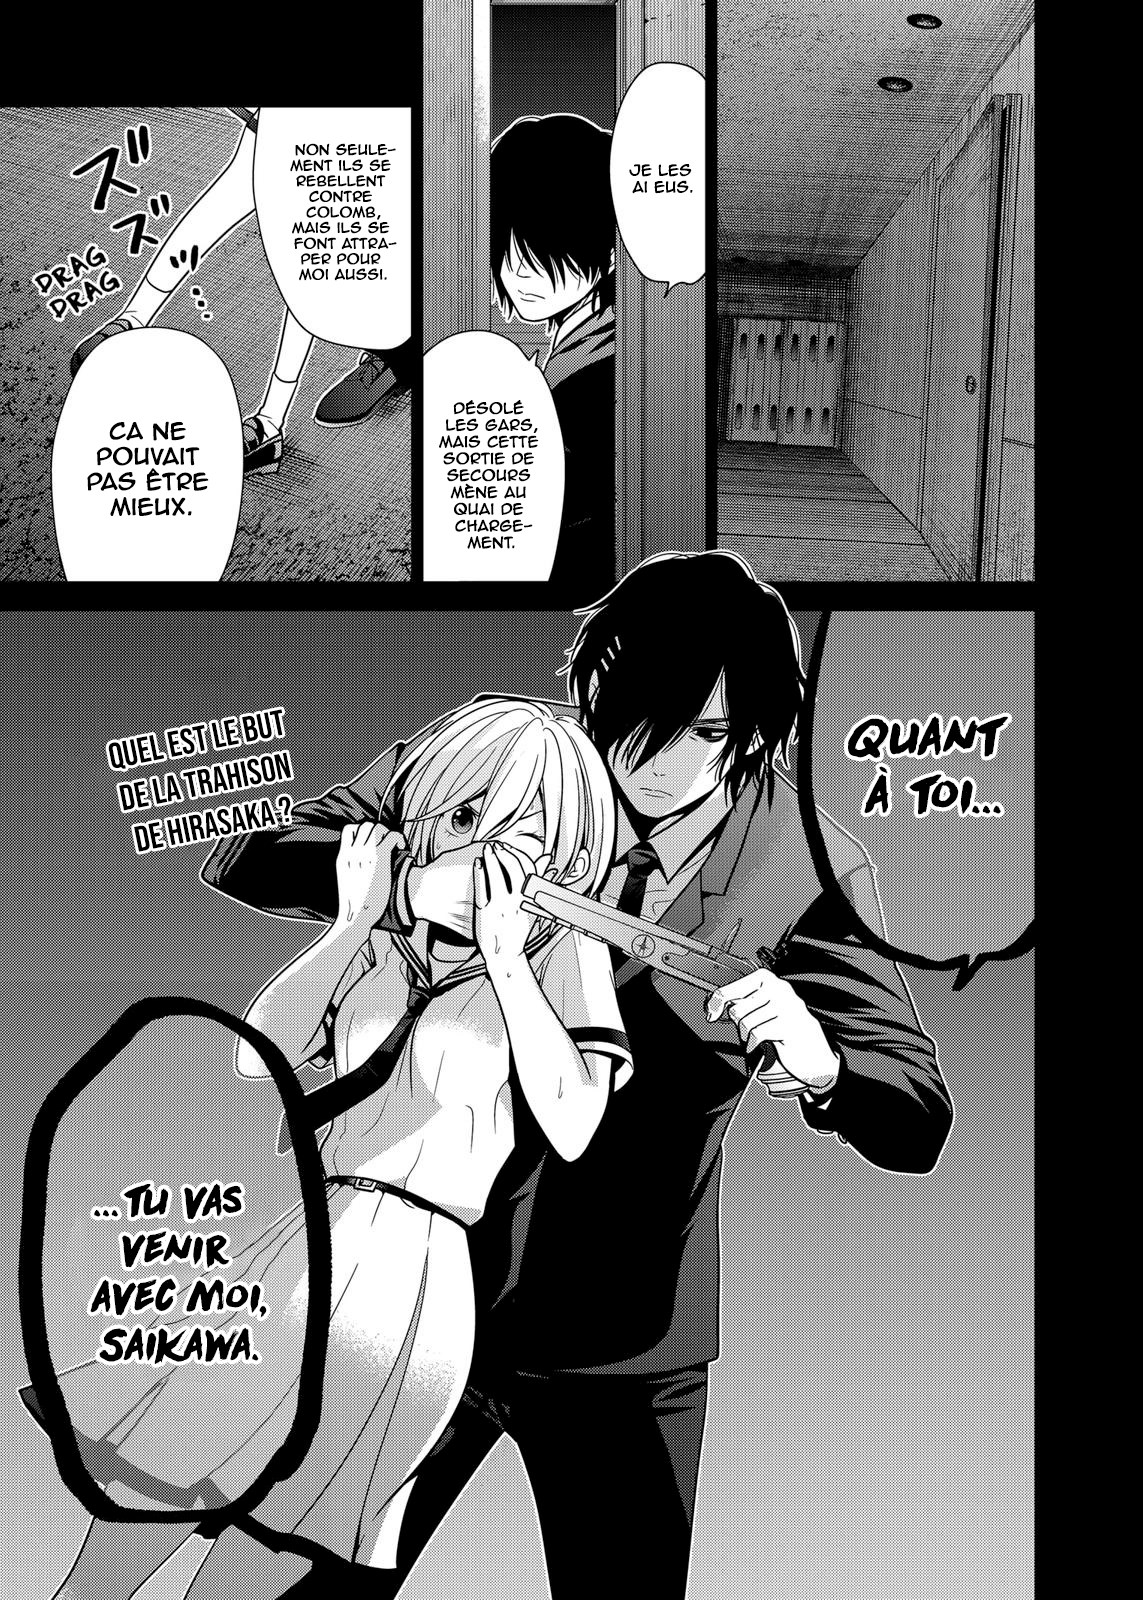 JE LES
AI EUS.
DÉSOLÉ
LES GARS,
MAIS CETTE
SORTIE DE
SECOURS
MÈNE AU
QUAI DE
CHARGE-
MENT.
NON SEULE-
MENT ILS SE
REBELLENT
CONTRE
COLOMB,
MAIS ILS SE
FONT ATTRA-
PER POUR
MOI AUSSI.
ズ
ズッ…
DRAG
DRAG
CA NE
POUVAIT
PAS ÊTRE
MIEUX.
QUANT
À TOI...
QUEL EST LE BUT
DE LA TRAHISON
DE HIRASAKA ?
...TU VAS
VENIR
AVEC MOI,
SAIKAWA.